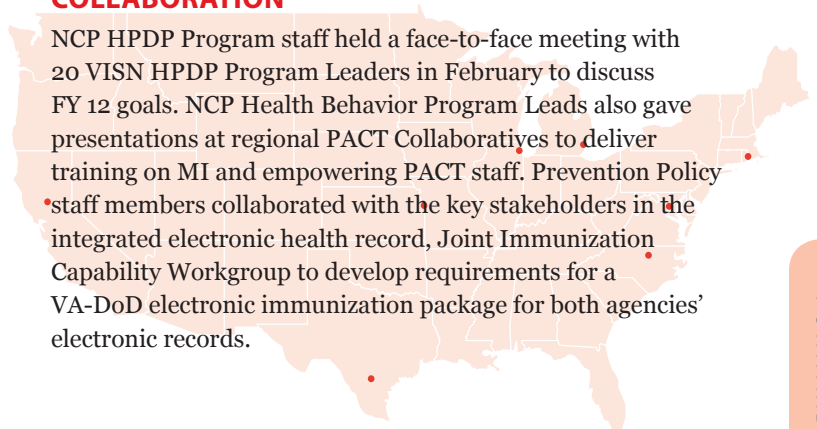 COLLABORATION
NCP HPDP Program staff held a face-to-face meeting with
20 VISN HPDP Program Leaders in February to discuss
FY 12 goals. NCP Health Behavior Program Leads also gave
presentations at regional PACT Collaboratives to deliver
training on MI and empowering PACT staff. Prevention Policy
staff members collaborated with the key stakeholders in the
integrated electronic health record, Joint Immunization
Capability Workgroup to develop requirements for a
VA-DoD electronic immunization package for both agencies’
electronic records.